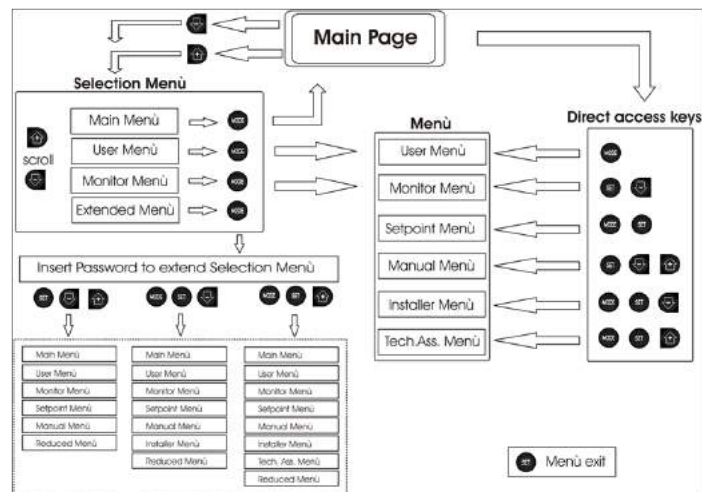 Main Page
Selection Menù
Main Menù
MODE
User Menù
MODE
scroll
Monitor Menù
MODE
Extended Menù
MODE
Insert Password to extend Selection Menù
SET
MODE SET
MODE SET
Main Menù
User Menù
Monitor Menù
Setpoint Menù
Manual Menù
Reduced Menù
Main Menù
User Menù
Monitor Menù
Setpoint Menù
Manual Menù
Installer Menù
Reduced Menù
Main Menù
User Menù
Monitor Menù
Setpoint Menù
Manual Menù
Installer Menù
Tech. Ass. Menù
Reduced Menù
Menù
User Menù
Monitor Menù
Setpoint Menù
Manual Menù
Installer Menù
Tech.Ass. Menù
Direct access keys
MODE
SET
MODE SET
SET
MODE SET
MODE SET
SET Menù exit